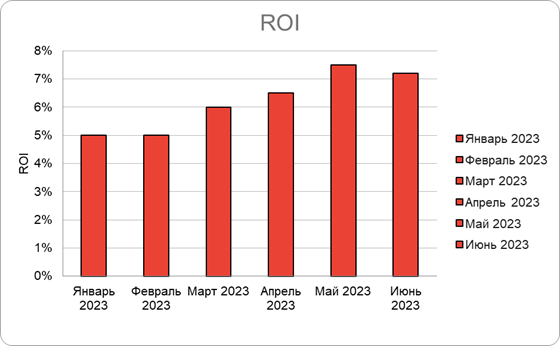 ROI
8%
7%
6%
5%
4%
3%
2%
1%
0%
ROI
Январь 2023
Февраль 2023
Март 2023
Апрель 2023
Май 2023
Июнь 2023
Январь 2023
Февраль 2023
Март 2023
Апрель 2023
Май 2023
Июнь 2023